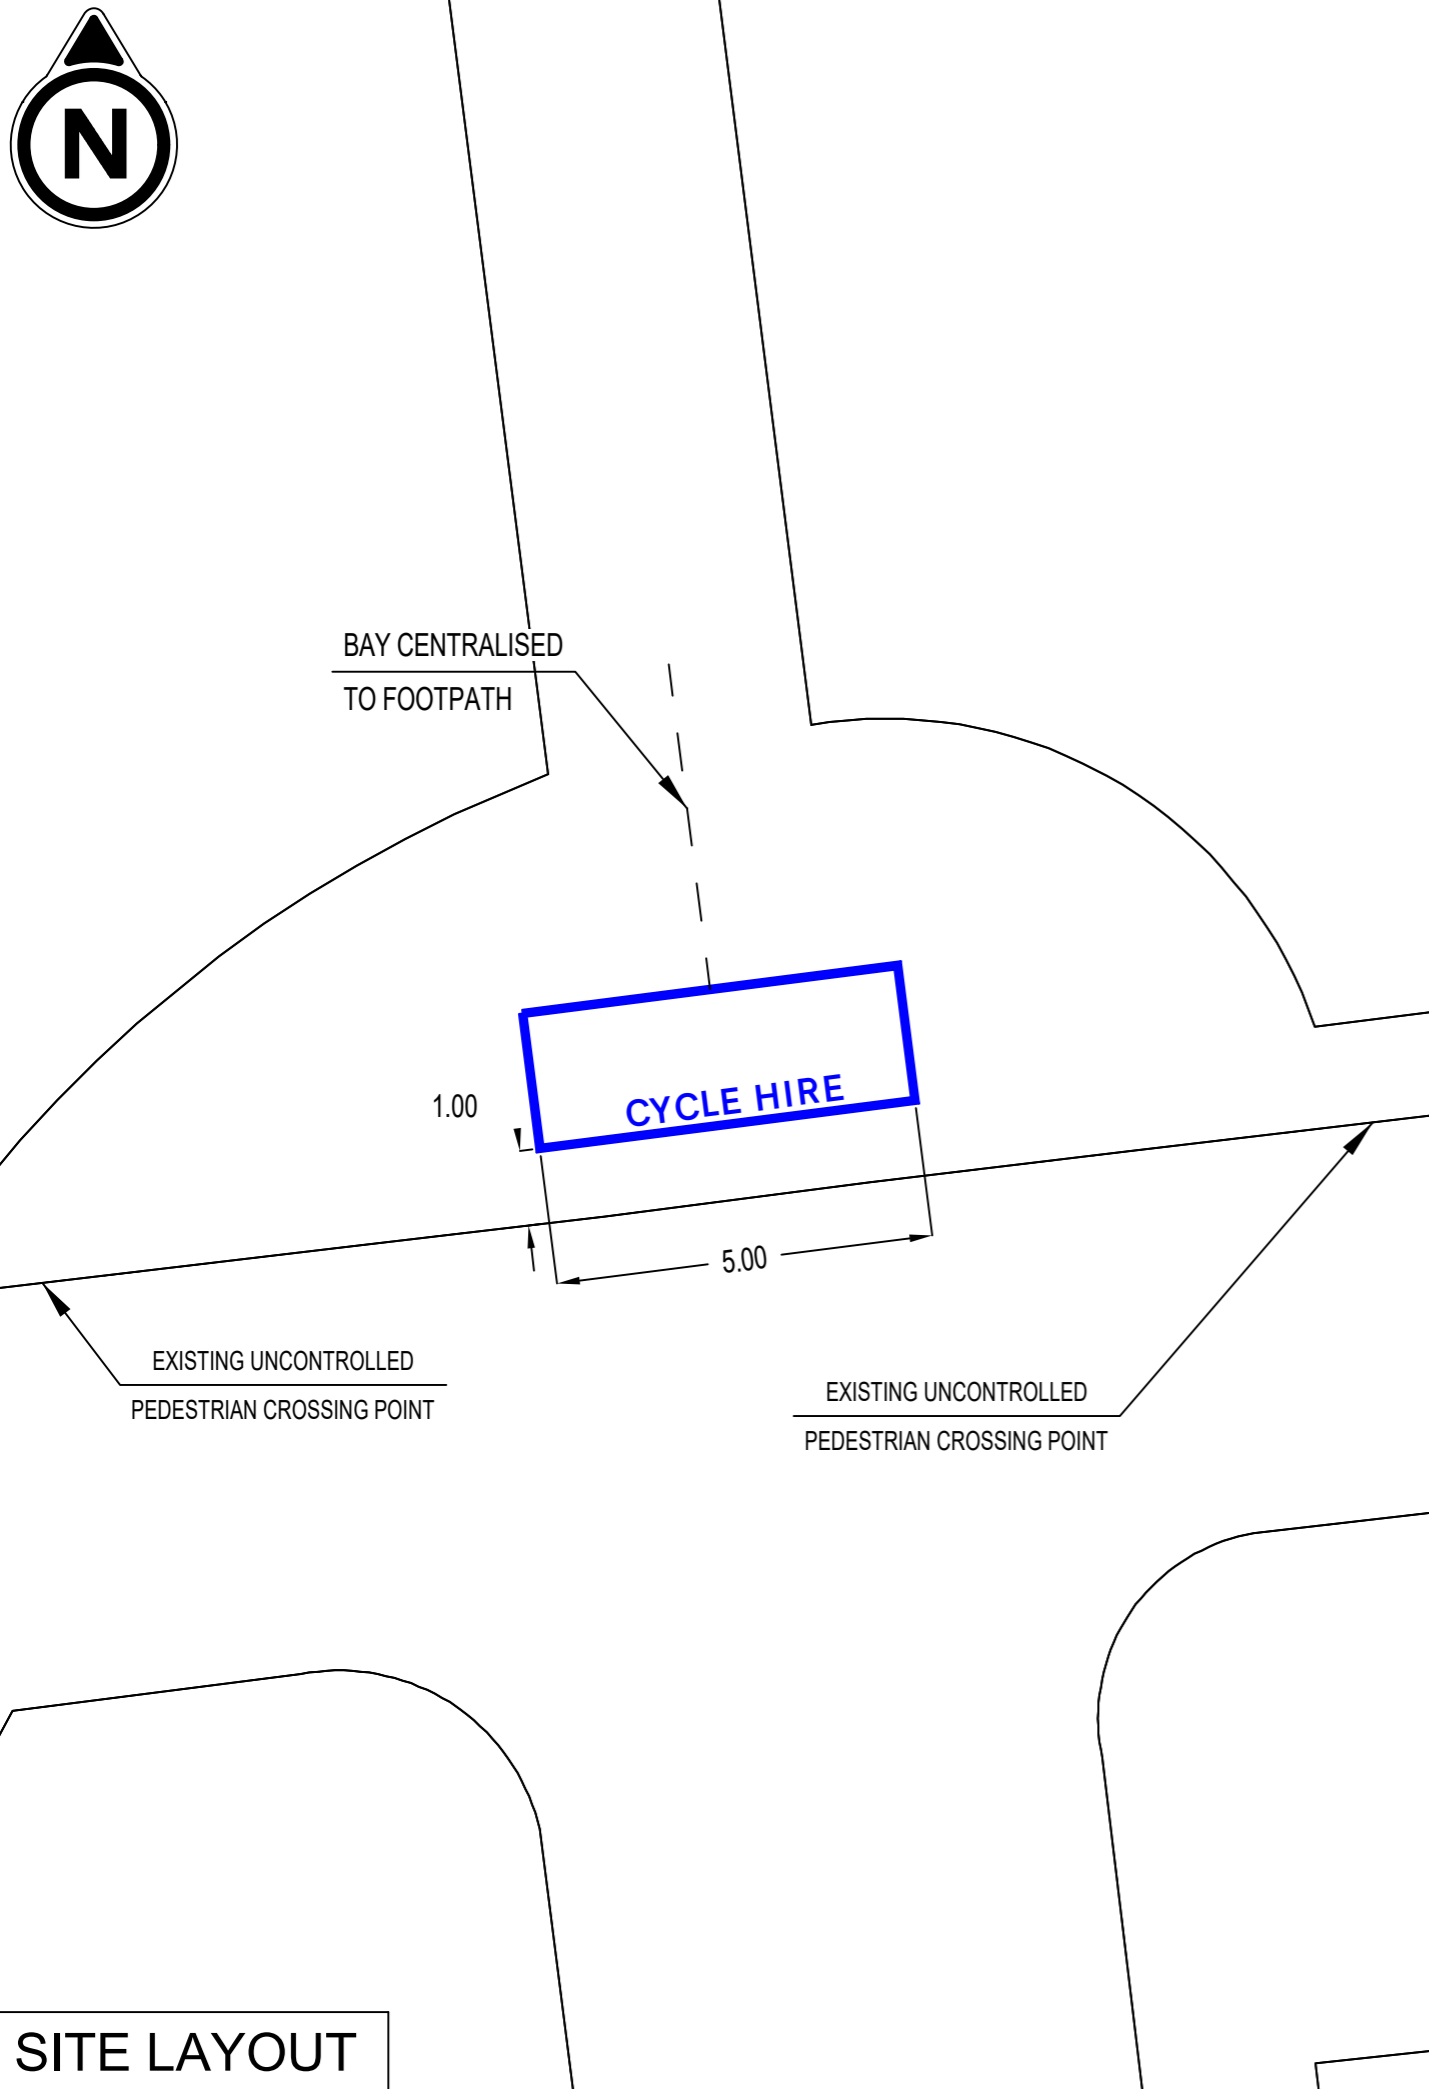 N
BAY CENTRALISED
TO FOOTPATH
1.00
CYCLE HIRE
5.00
EXISTING UNCONTROLLED
PEDESTRIAN CROSSING POINT
EXISTING UNCONTROLLED
PEDESTRIAN CROSSING POINT
SITE LAYOUT